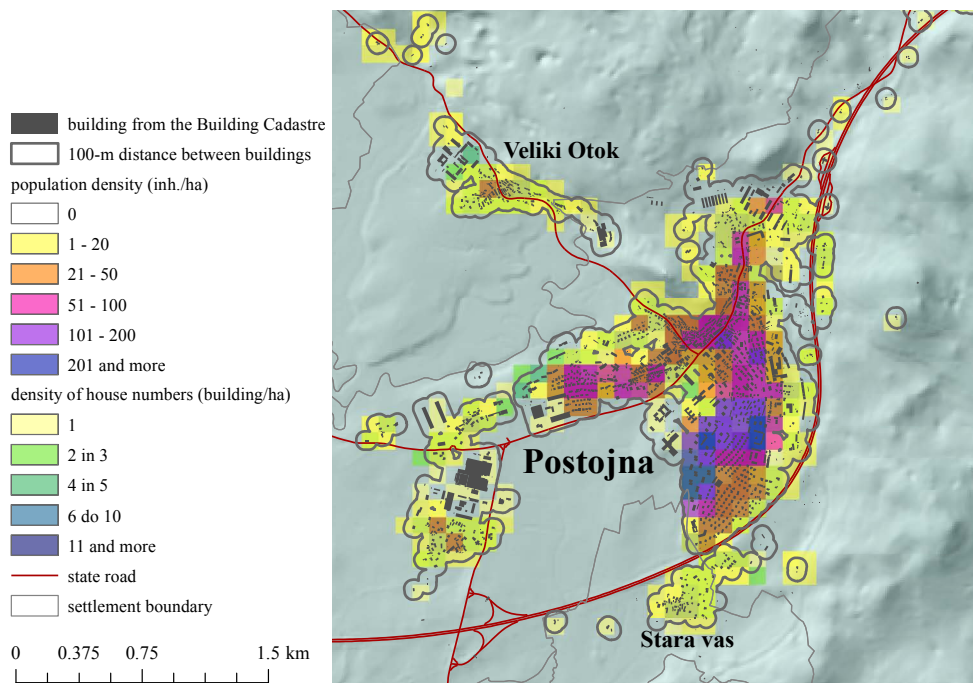 building from the Building Cadastre
100-m distance between buildings
population density (inh./ha)
0
1 - 20
21 - 50
51 - 100
101 - 200
201 and more
density of house numbers (building/ha)
1
2 in 3
4 in 5
6 do 10
11 and more
state road
settlement boundary
0 0.375 0.75 1.5 km
Veliki Otok
Postojna
Stara vas